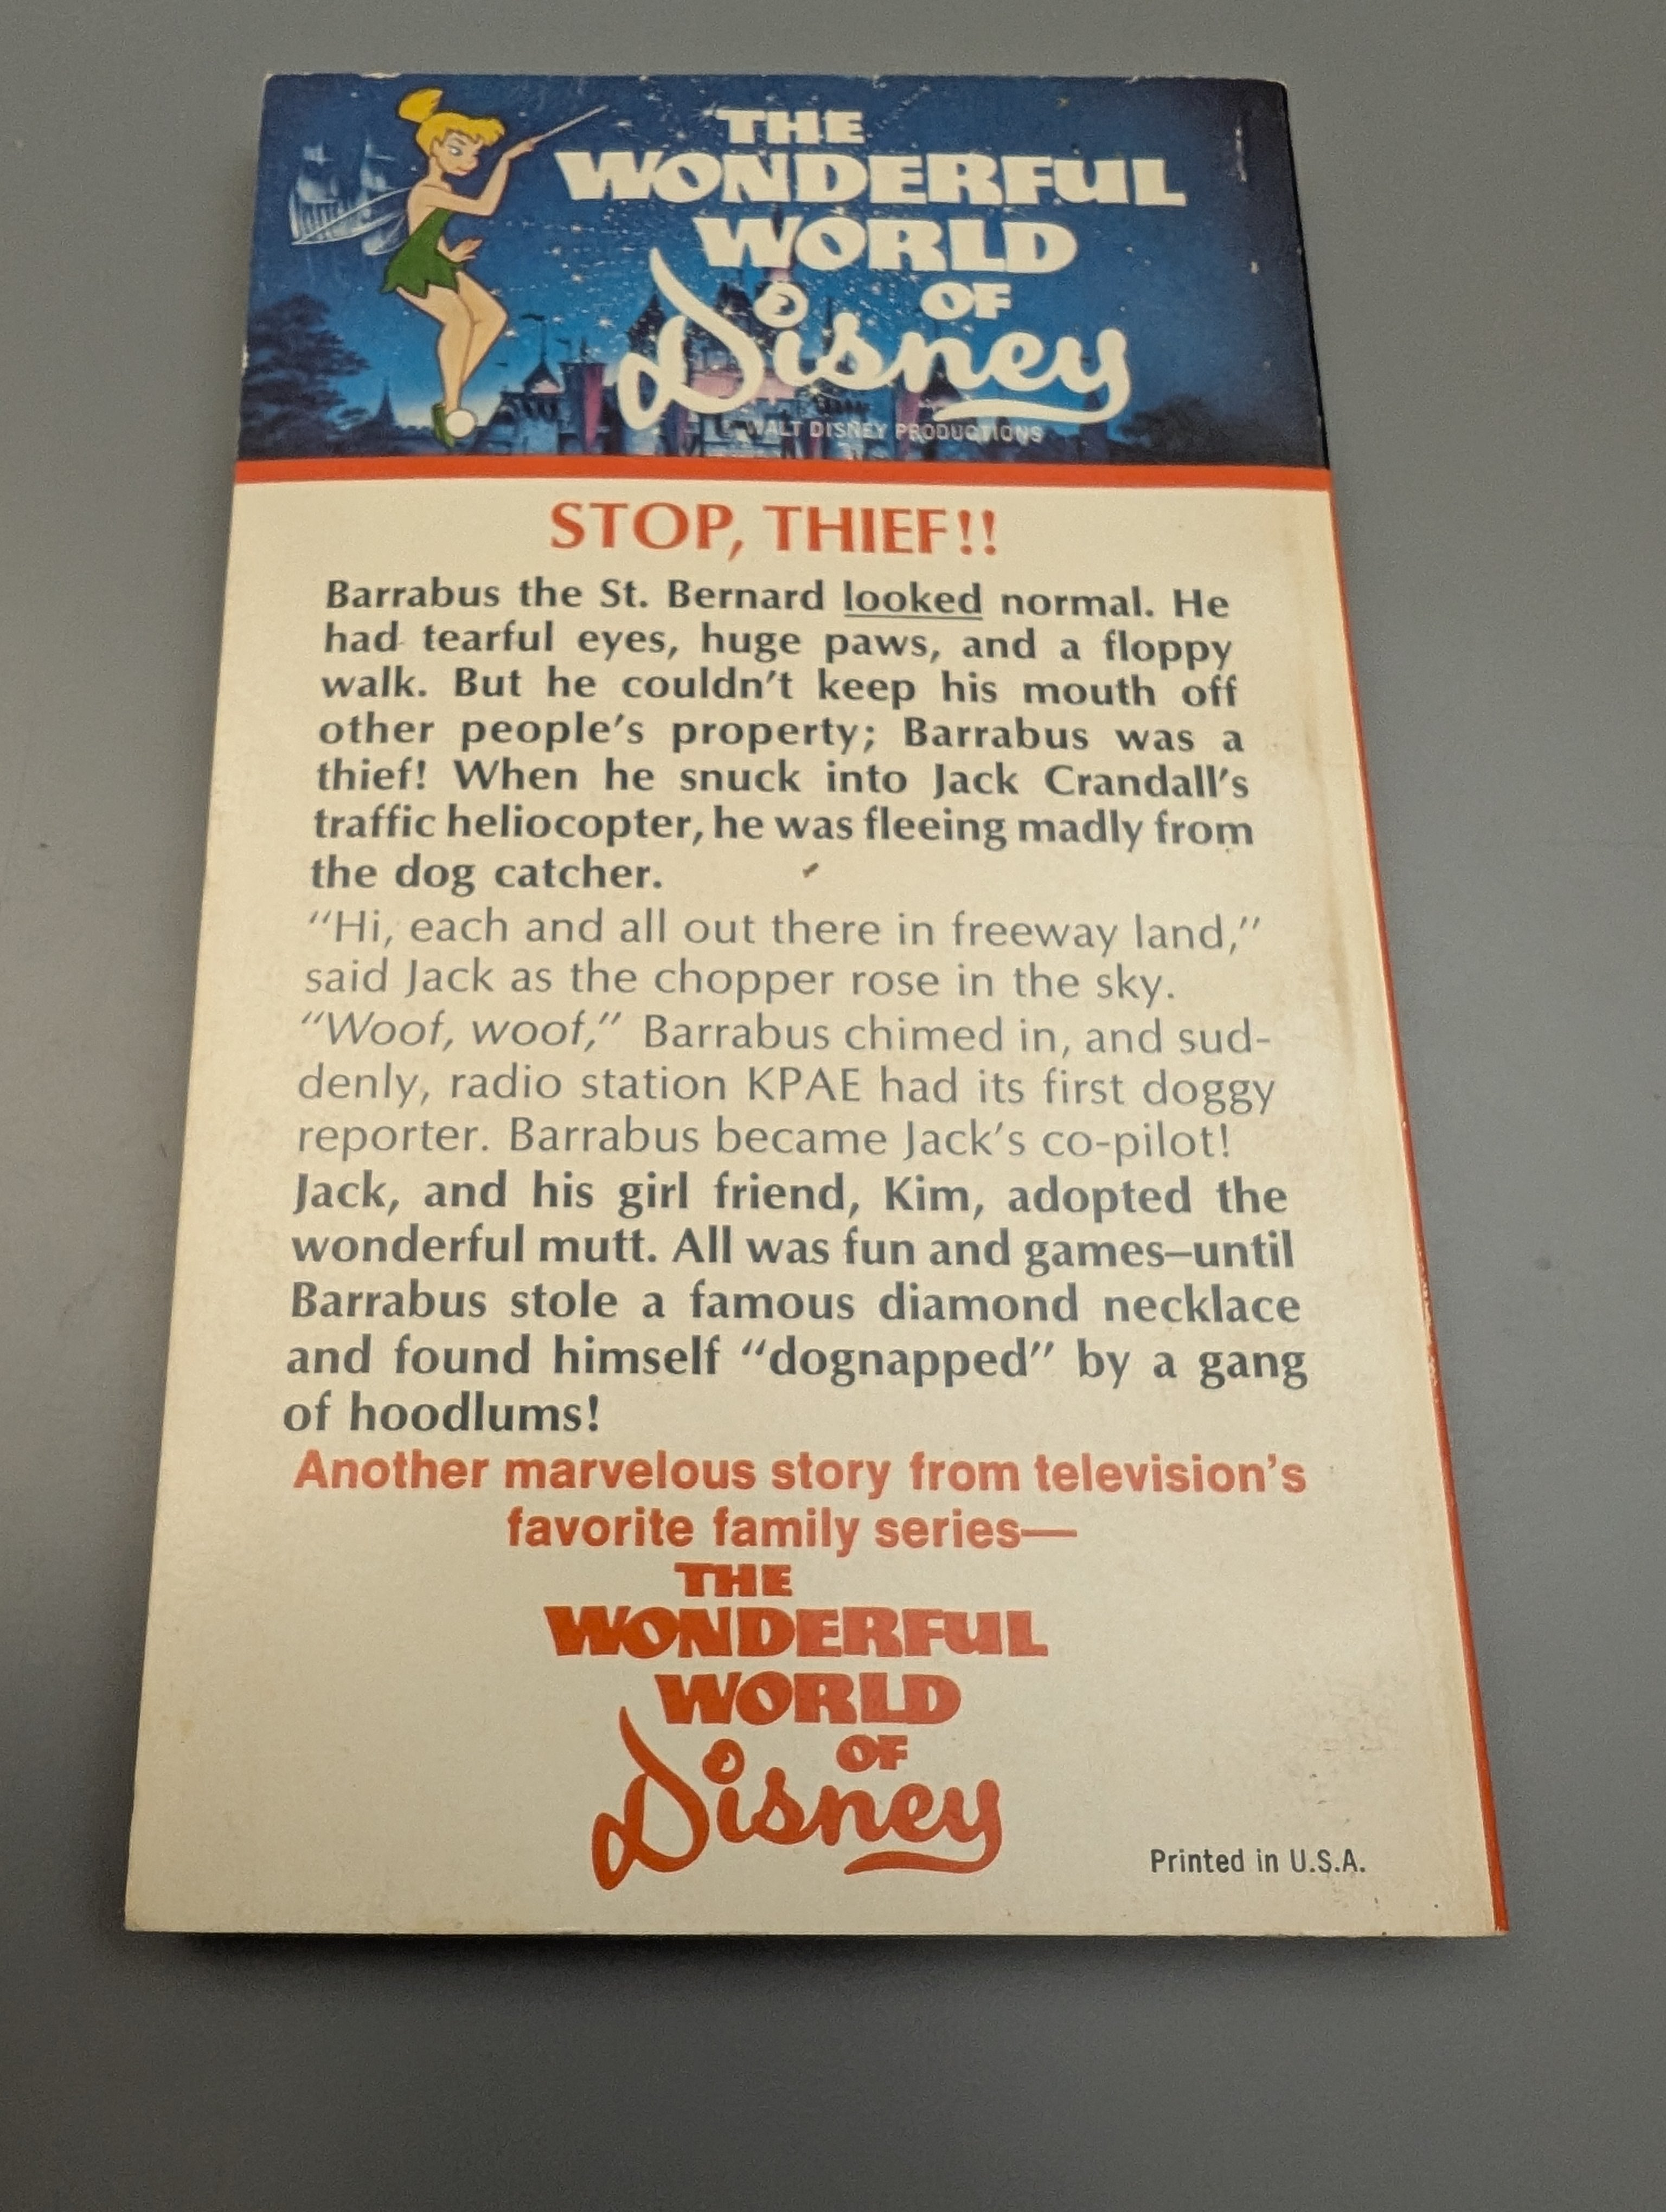 THE
WONDERFUL
WORLD
OF
Disney
WALT DISNEY PRODUCTIONS
STOP, THIEF!!
Barrabus the St. Bernard looked normal. He
had tearful eyes, huge paws, and a floppy
walk. But he couldn't keep his mouth off
other people's property; Barrabus was a
thief! When he snuck into Jack Crandall's
traffic heliocopter, he was fleeing madly from
the dog catcher.
"Hi, each and all out there in freeway land,"
said Jack as the chopper rose in the sky.
"Woof, woof," Barrabus chimed in, and sud-
denly, radio station KPAE had its first doggy
reporter. Barrabus became Jack's co-pilot!
Jack, and his girl friend, Kim, adopted the
wonderful mutt. All was fun and games—until
Barrabus stole a famous diamond necklace
and found himself "dognapped" by a gang
of hoodlums!
Another marvelous story from television's
favorite family series—
THE
WONDERFUL
WORLD
OF
Disney
Printed in U.S.A.